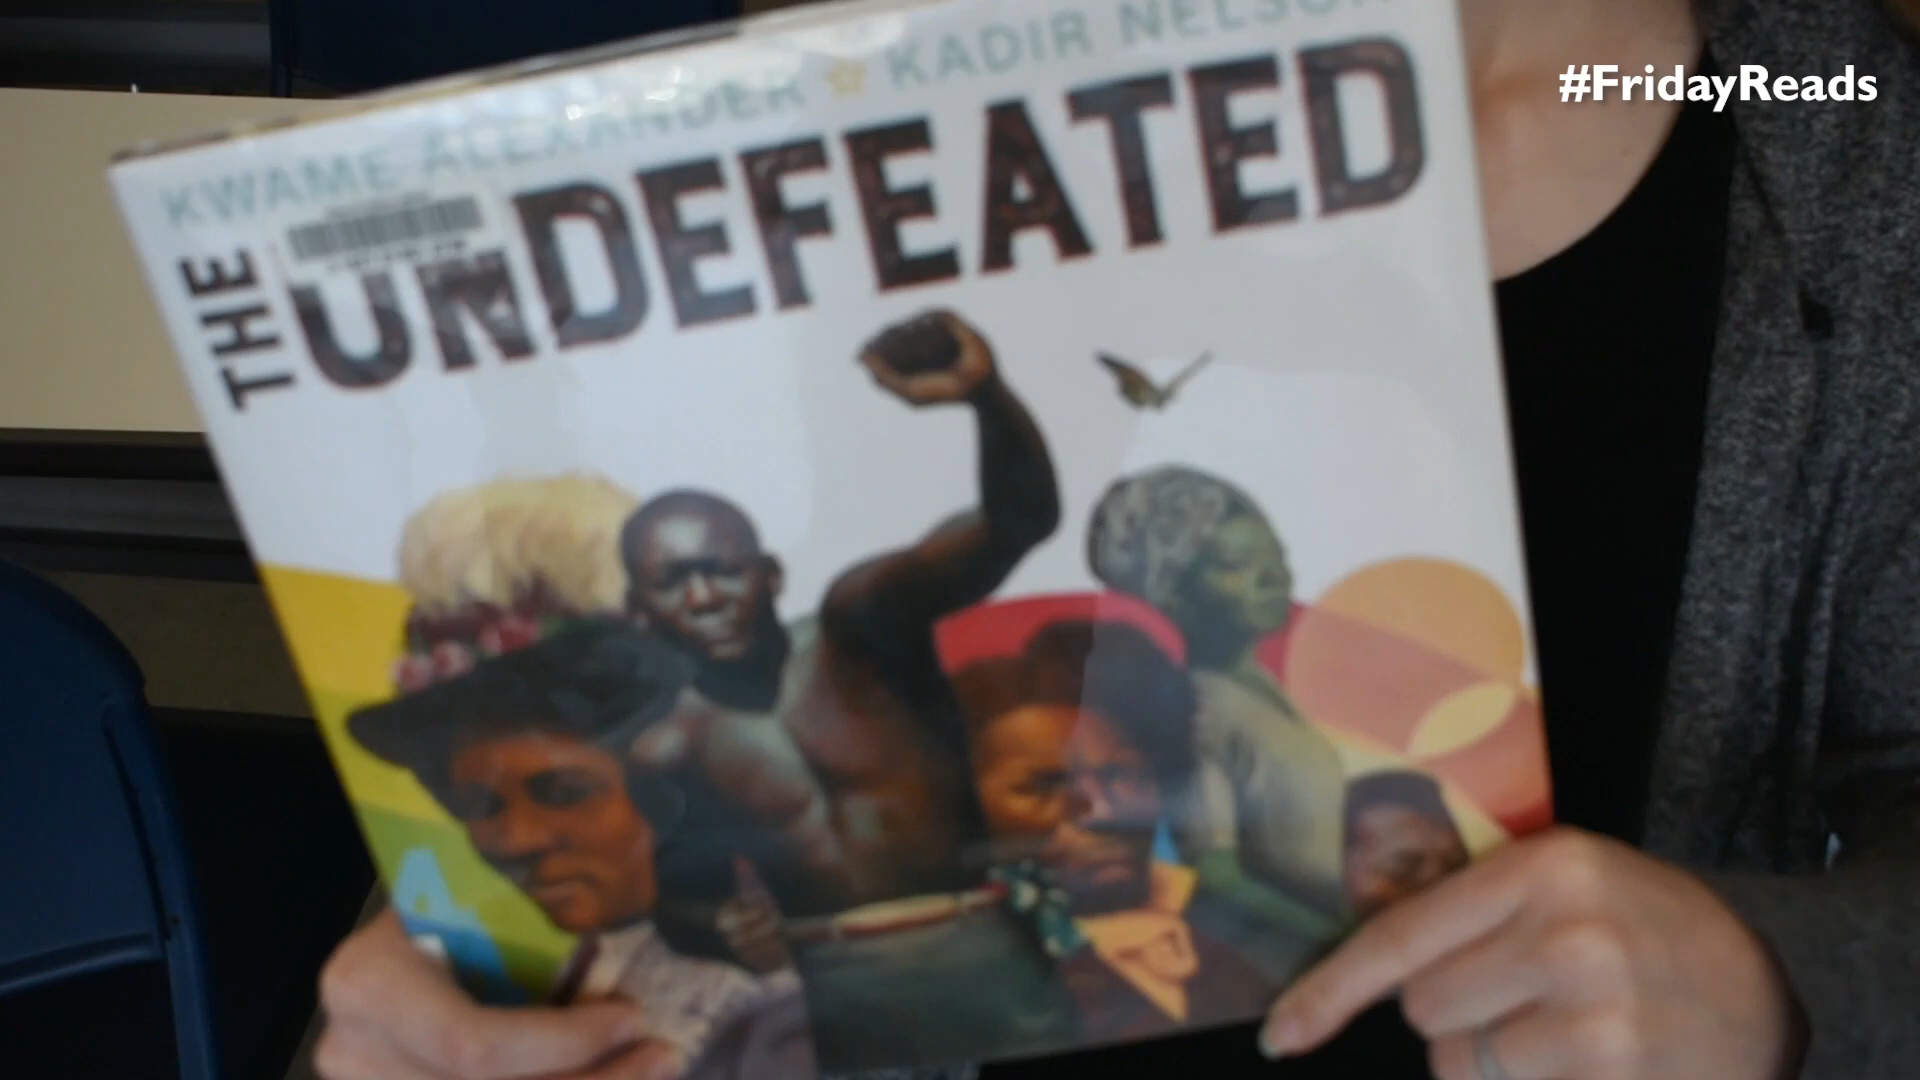 #FridayReads
KWAME ALEXANDER ☆ KADIR NELSON
THE UNDEFEATED